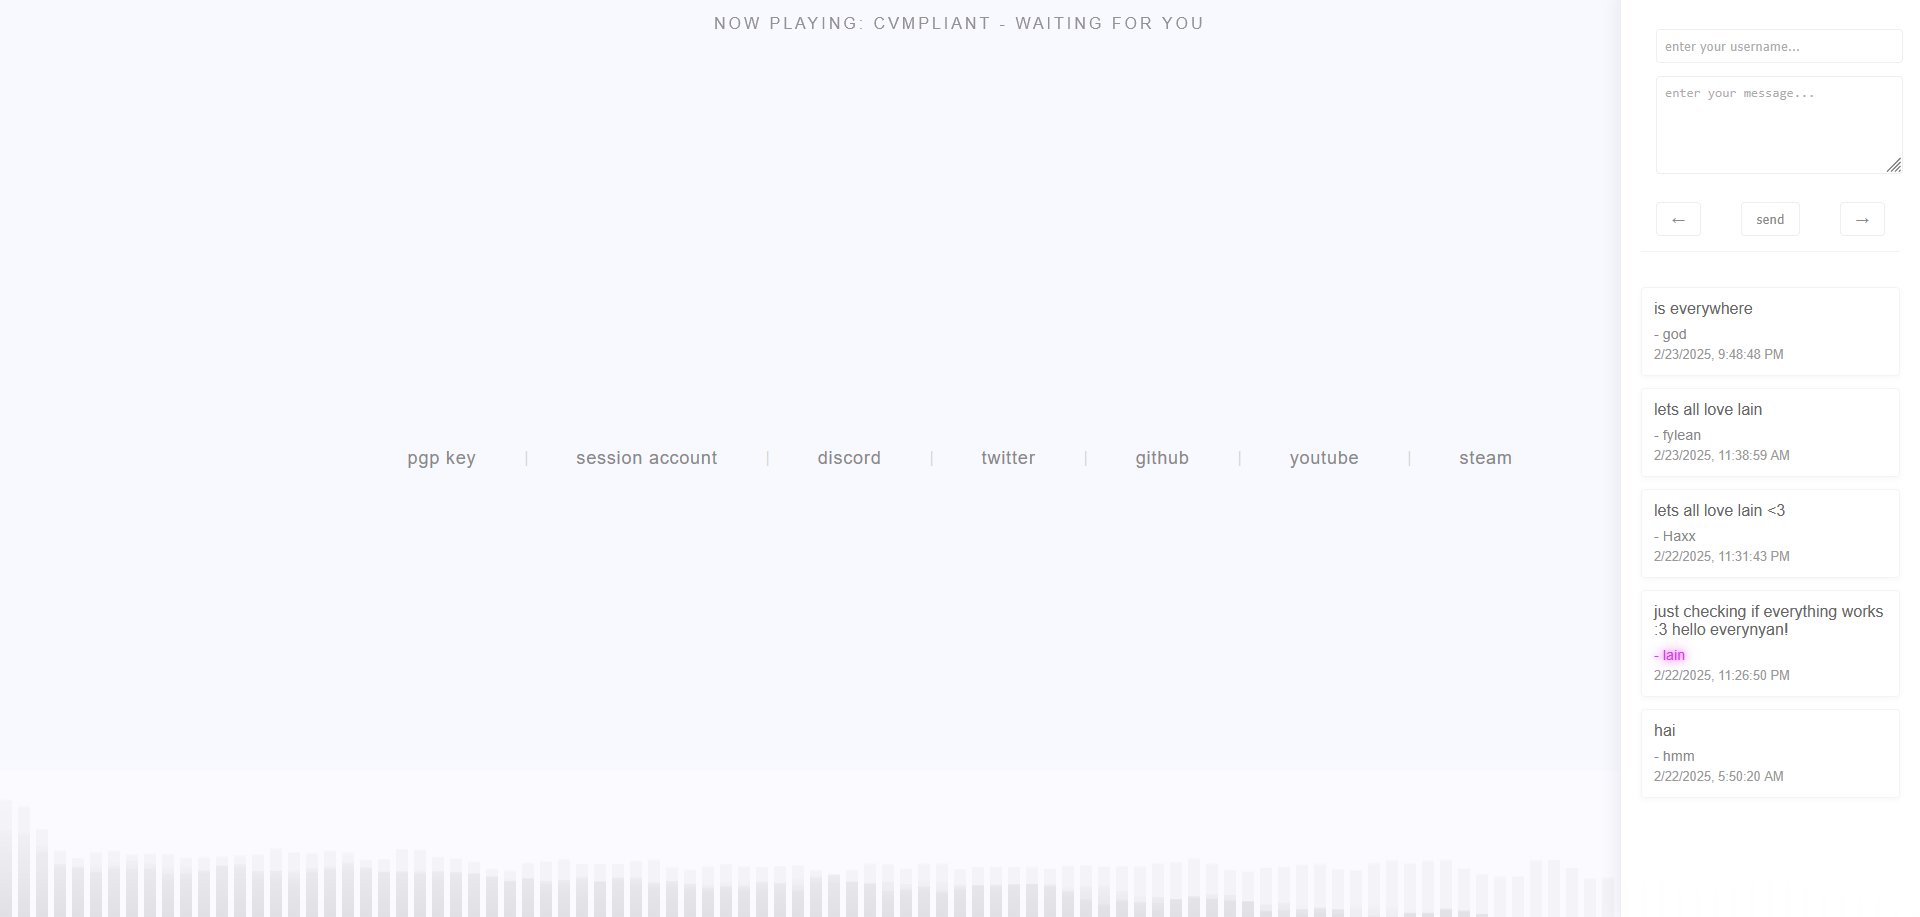 NOW PLAYING: CVMPLIANT - WAITING FOR YOU
pgp key | session account | discord | twitter | github | youtube | steam
enter your username...
enter your message...
← send →
is everywhere
- god
2/23/2025, 9:48:48 PM
lets all love lain
- fylean
2/23/2025, 11:38:59 AM
lets all love lain <3
- Haxx
2/22/2025, 11:31:43 PM
just checking if everything works
:3 hello everynyan!
- lain
2/22/2025, 11:26:50 PM
hai
- hmm
2/22/2025, 5:50:20 AM